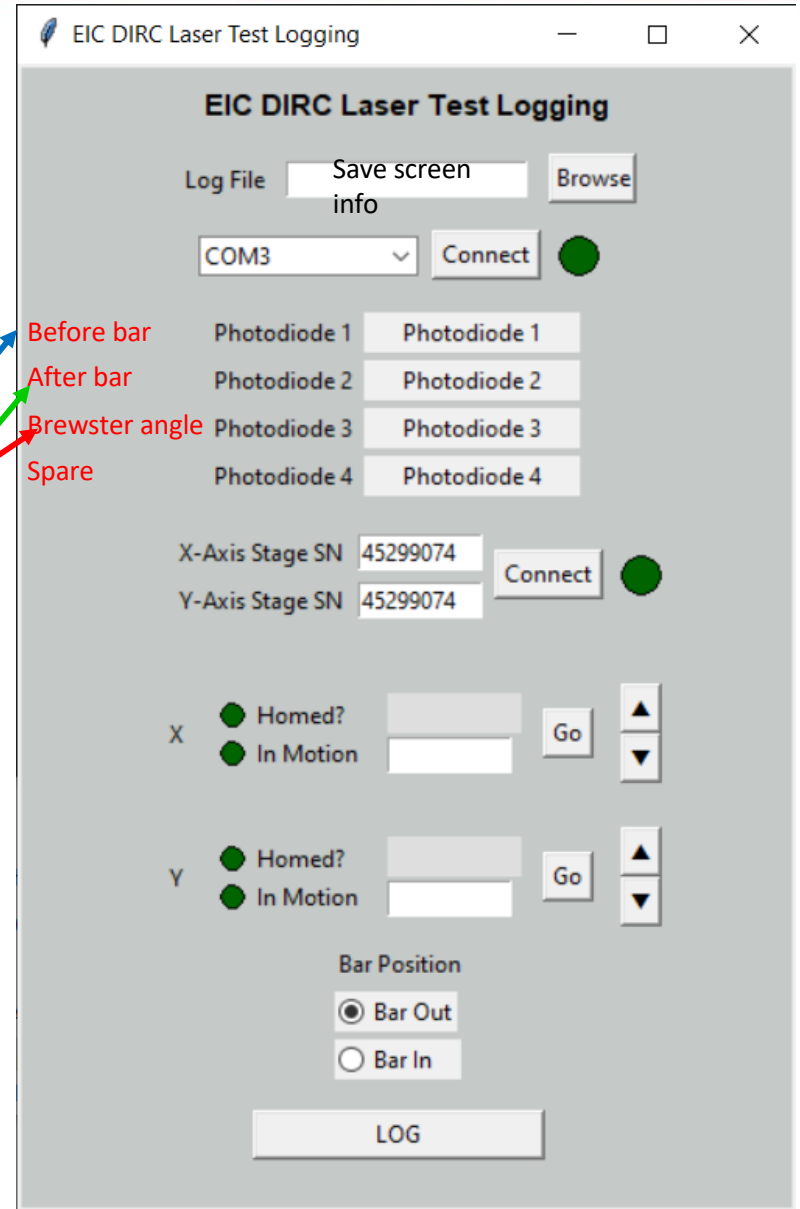 EIC DIRC Laser Test Logging
EIC DIRC Laser Test Logging
Log File Save screen info Browse
COM3 Connect
Before bar Photodiode 1 Photodiode 1
After bar Photodiode 2 Photodiode 2
Brewster angle Photodiode 3 Photodiode 3
Spare Photodiode 4 Photodiode 4
X-Axis Stage SN 45299074
Connect
Y-Axis Stage SN 45299074
X Homed? Go
In Motion
Y Homed? Go
In Motion
Bar Position
Bar Out
Bar In
LOG